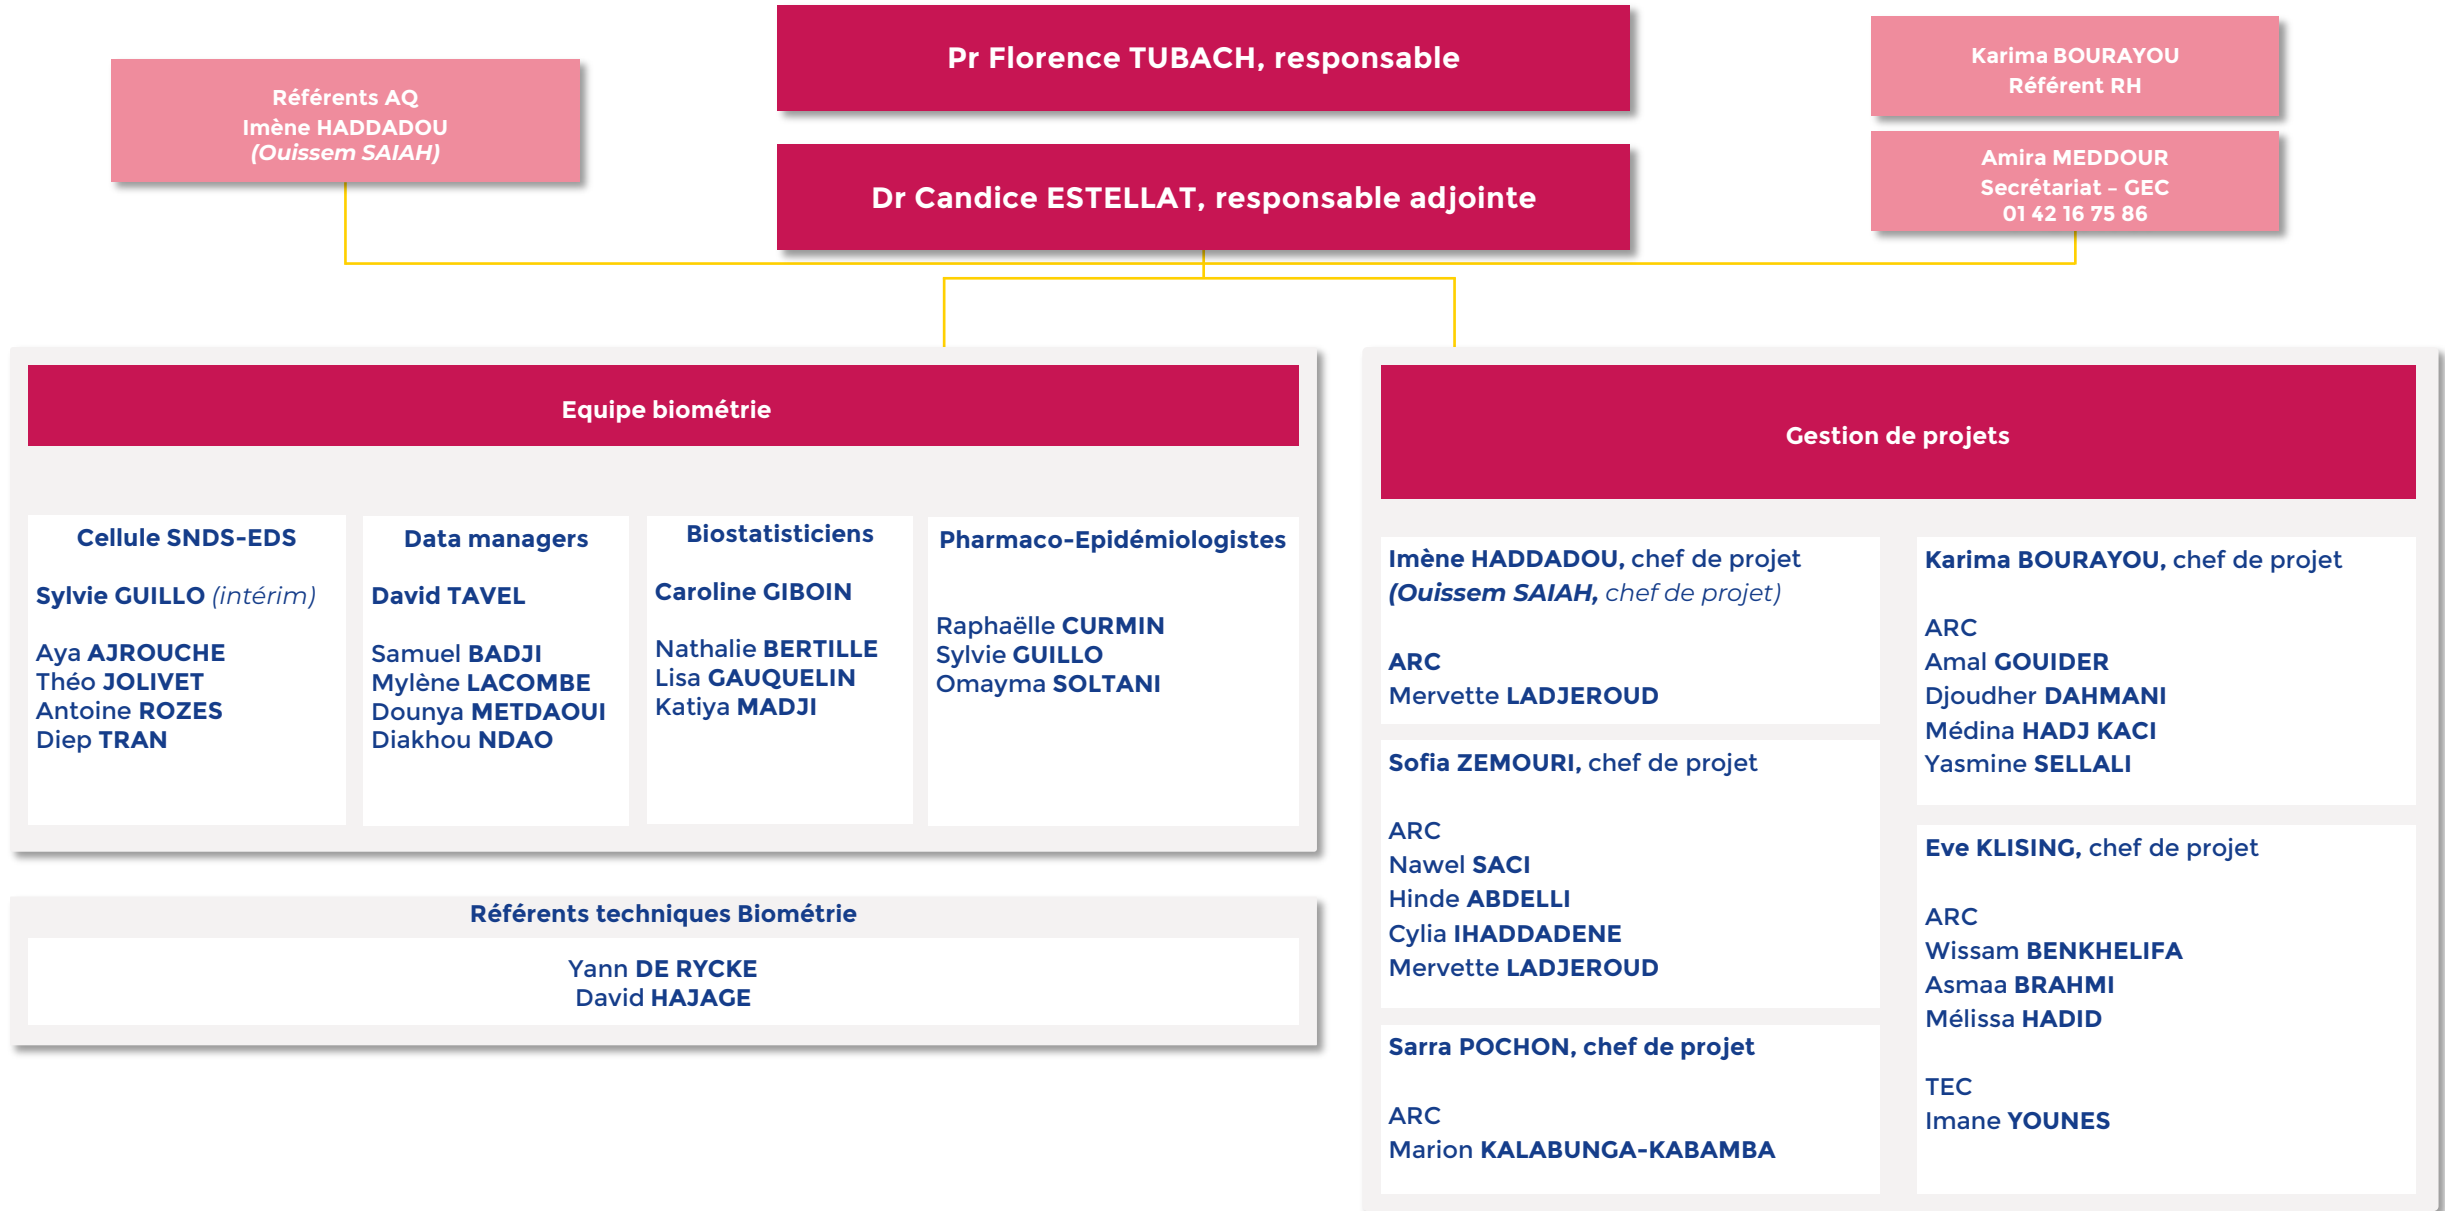 Pr Florence TUBACH, responsable
Dr Candice ESTELLAT, responsable adjointe
Référents AQ
Imène HADDADOU
(Ouissem SAIAH)
Karima BOURAYOU
Référent RH
Amira MEDDOUR
Secrétariat – GEC
01 42 16 75 86
Equipe biométrie
Cellule SNDS-EDS
Sylvie GUILLO (intérim)
Aya AJROUCHE
Théo JOLIVET
Antoine ROZES
Diep TRAN
Data managers
David TAVEL
Samuel BADJI
Mylène LACOMBE
Dounya METDAOUI
Diakhou NDAO
Biostatisticiens
Caroline GIBOIN
Nathalie BERTILLE
Lisa GAUQUELIN
Katiya MADJI
Pharmaco-Epidémiologistes
Raphaëlle CURMIN
Sylvie GUILLO
Omayma SOLTANI
Référents techniques Biométrie
Yann DE RYCKE
David HAJAGE
Gestion de projets
Imène HADDADOU, chef de projet
(Ouissem SAIAH, chef de projet)
ARC
Mervette LADJEROUD
Sofia ZEMOURI, chef de projet
ARC
Nawel SACI
Hinde ABDELLI
Cylia IHADDADENE
Mervette LADJEROUD
Sarra POCHON, chef de projet
ARC
Marion KALABUNGA-KABAMBA
Karima BOURAYOU, chef de projet
ARC
Amal GOUIDER
Djoudher DAHMANI
Médina HADJ KACI
Yasmine SELLALI
Eve KLISING, chef de projet
ARC
Wissam BENKHELIFA
Asmaa BRAHMI
Mélissa HADID
TEC
Imane YOUNES